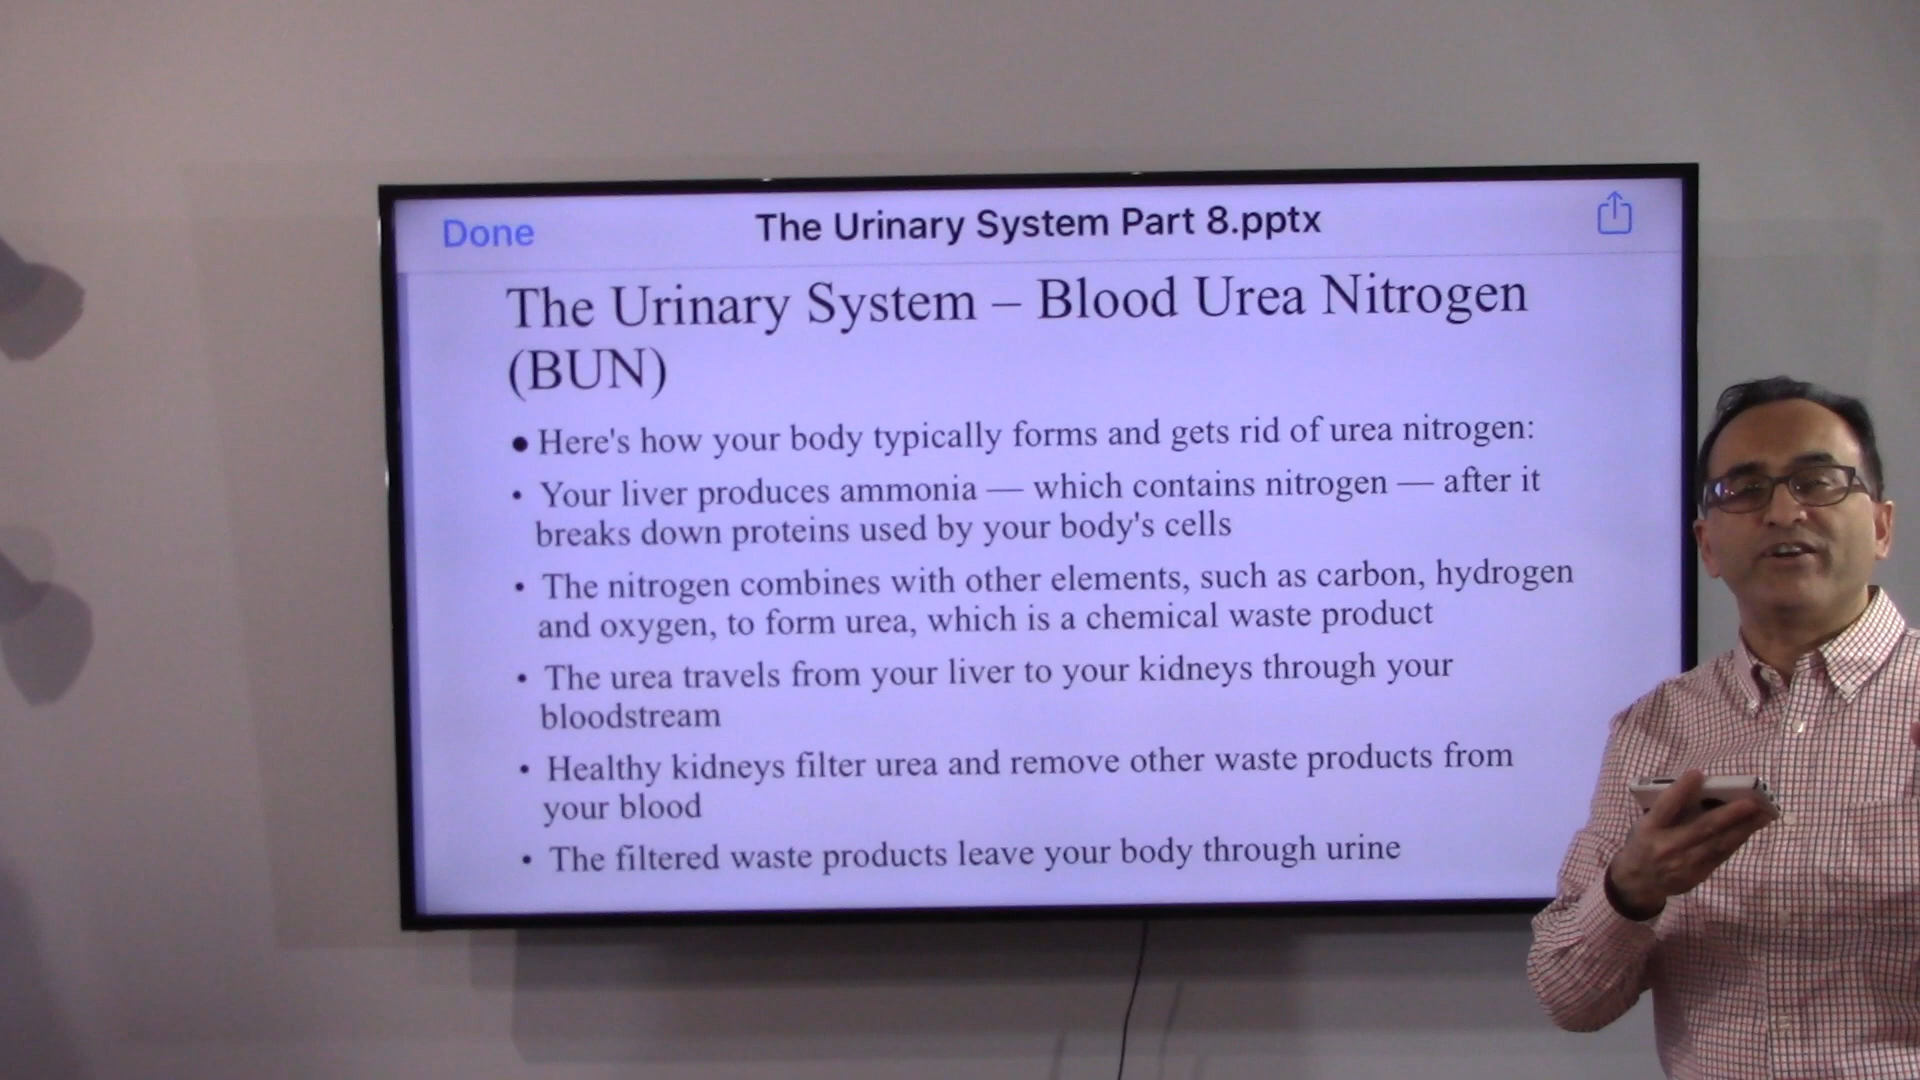 Done
The Urinary System Part 8.pptx
The Urinary System – Blood Urea Nitrogen
(BUN)
• Here's how your body typically forms and gets rid of urea nitrogen:
• Your liver produces ammonia — which contains nitrogen — after it
breaks down proteins used by your body's cells
• The nitrogen combines with other elements, such as carbon, hydrogen
and oxygen, to form urea, which is a chemical waste product
• The urea travels from your liver to your kidneys through your
bloodstream
• Healthy kidneys filter urea and remove other waste products from
your blood
• The filtered waste products leave your body through urine